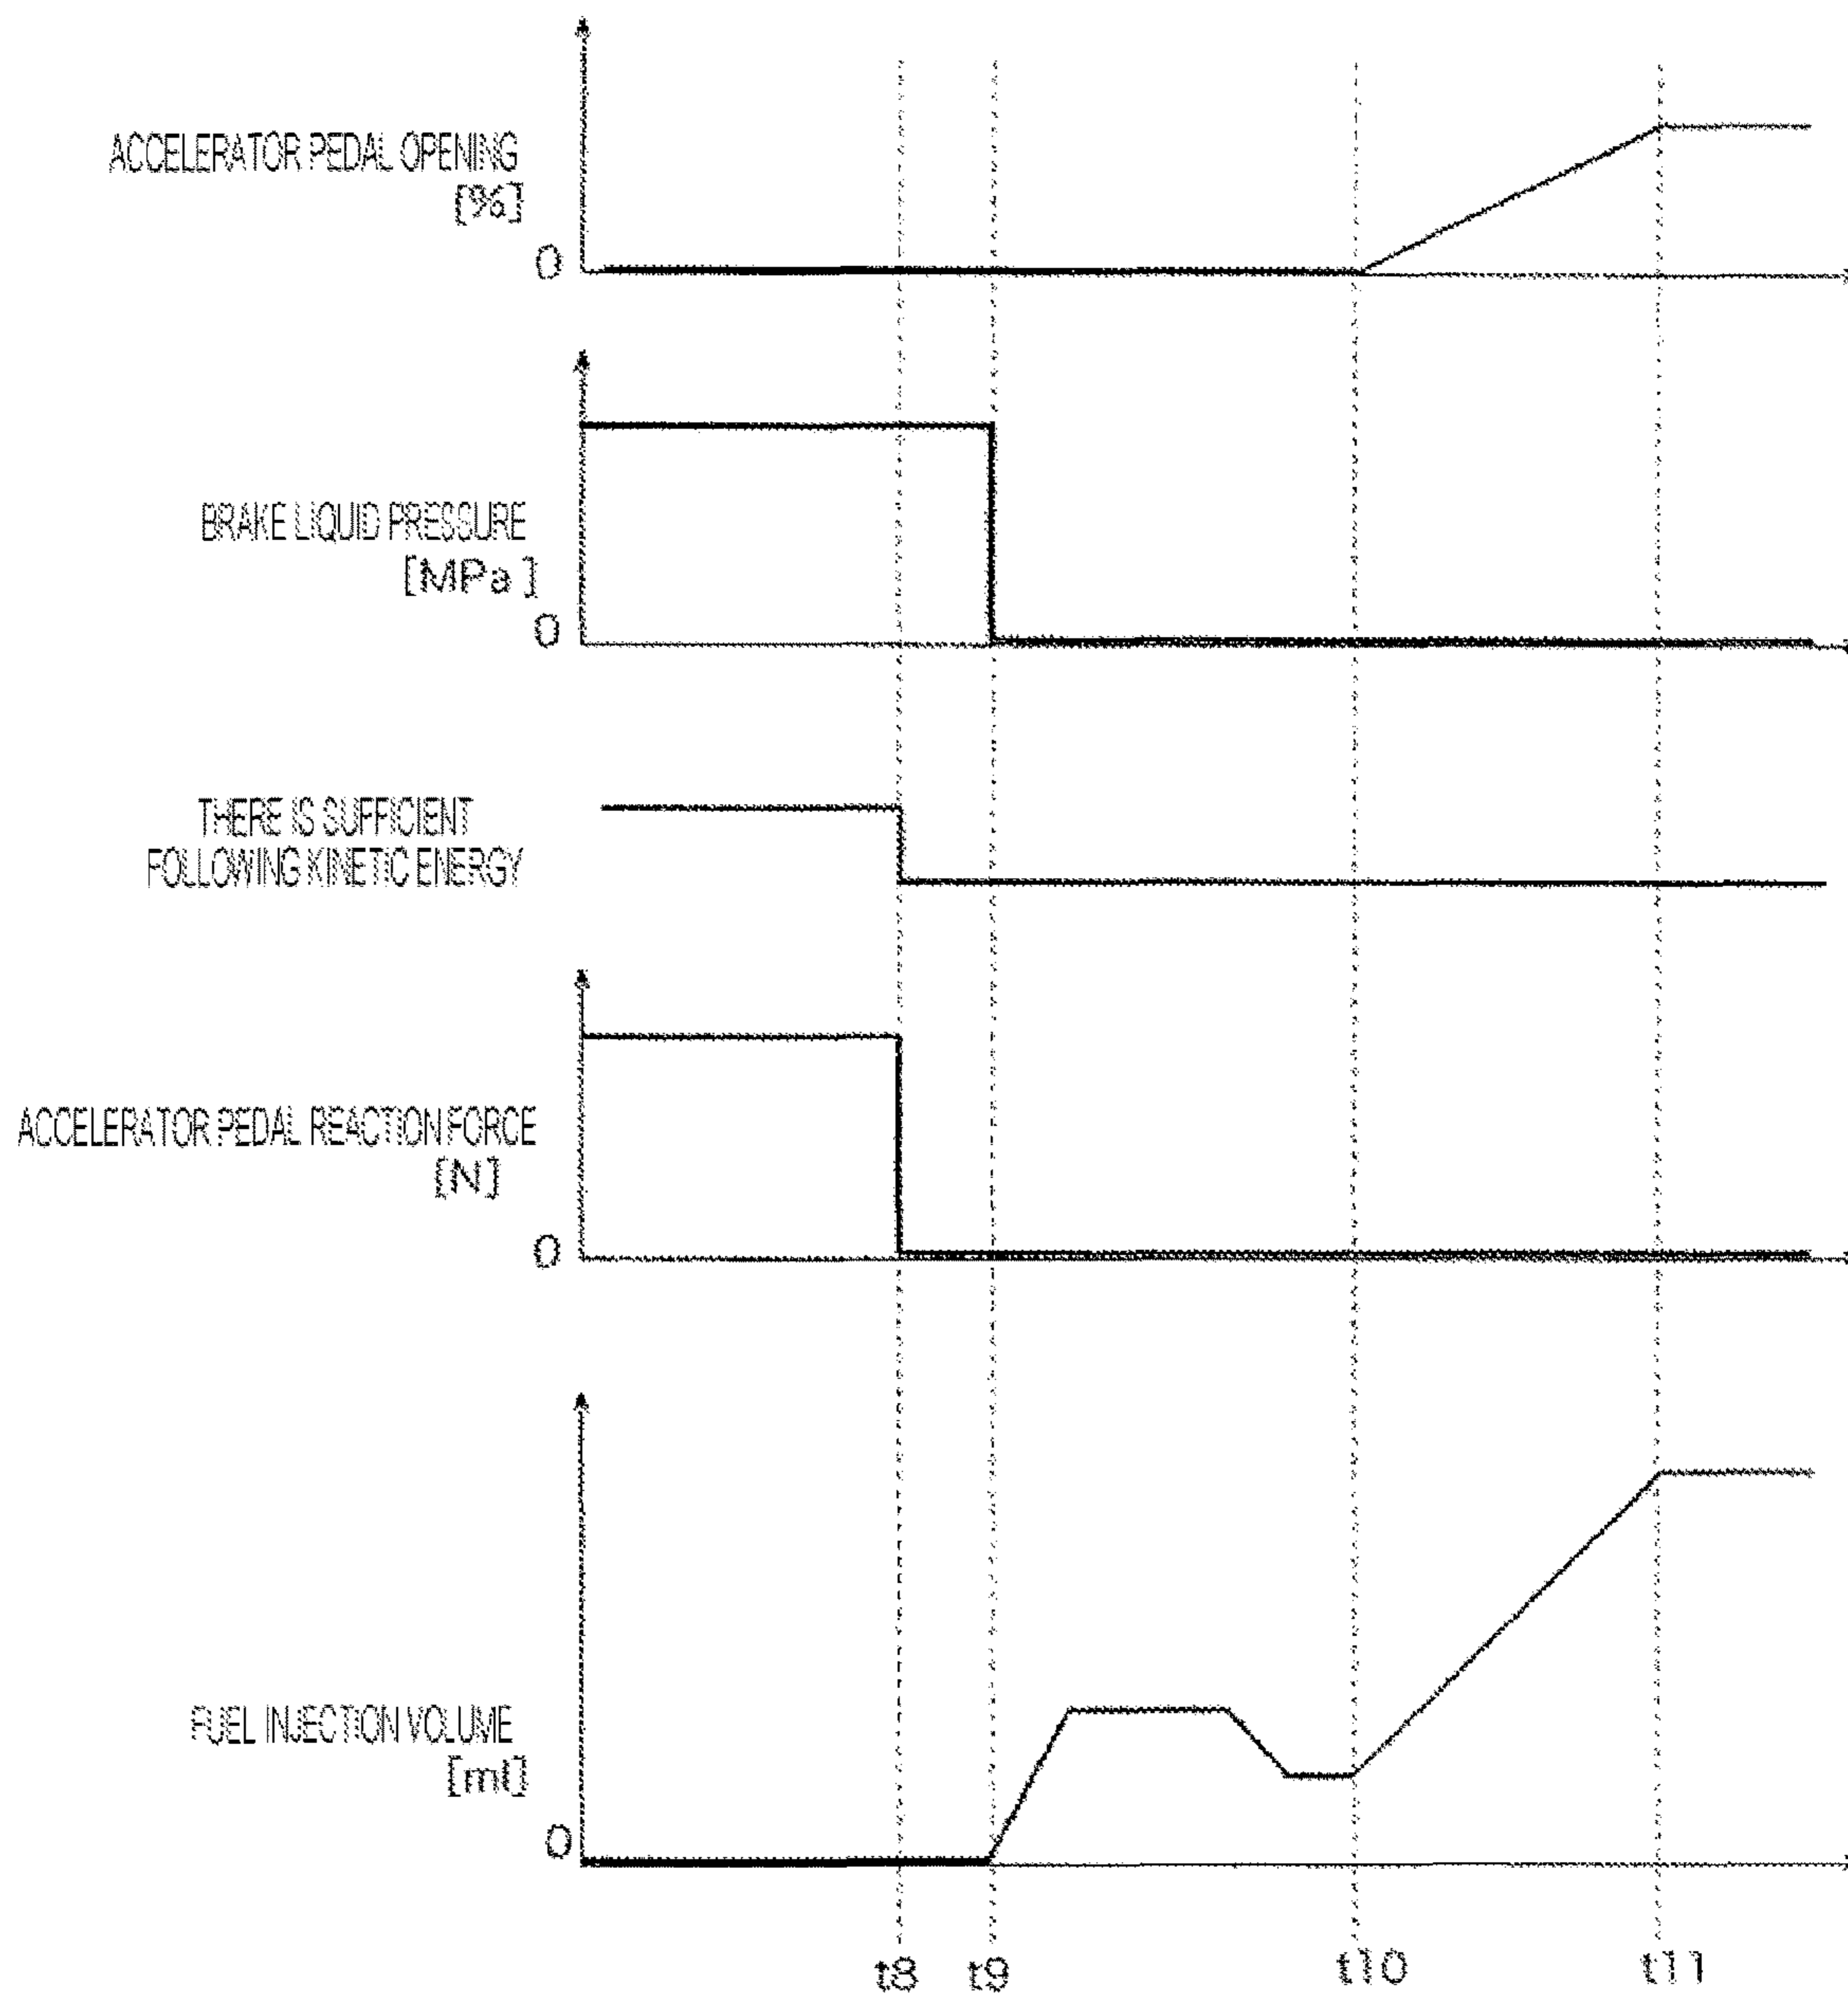 ACCELERATOR PEDAL OPENING
[%]
0
BRAKE LIQUID PRESSURE
[MPa ]
0
THERE IS SUFFICIENT
FOLLOWING KINETIC ENERGY
ACCELERATOR PEDAL REACTION FORCE
[N]
0
FUEL INJECTION VOLUME
[ml]
0
t8 t9 t10 t11